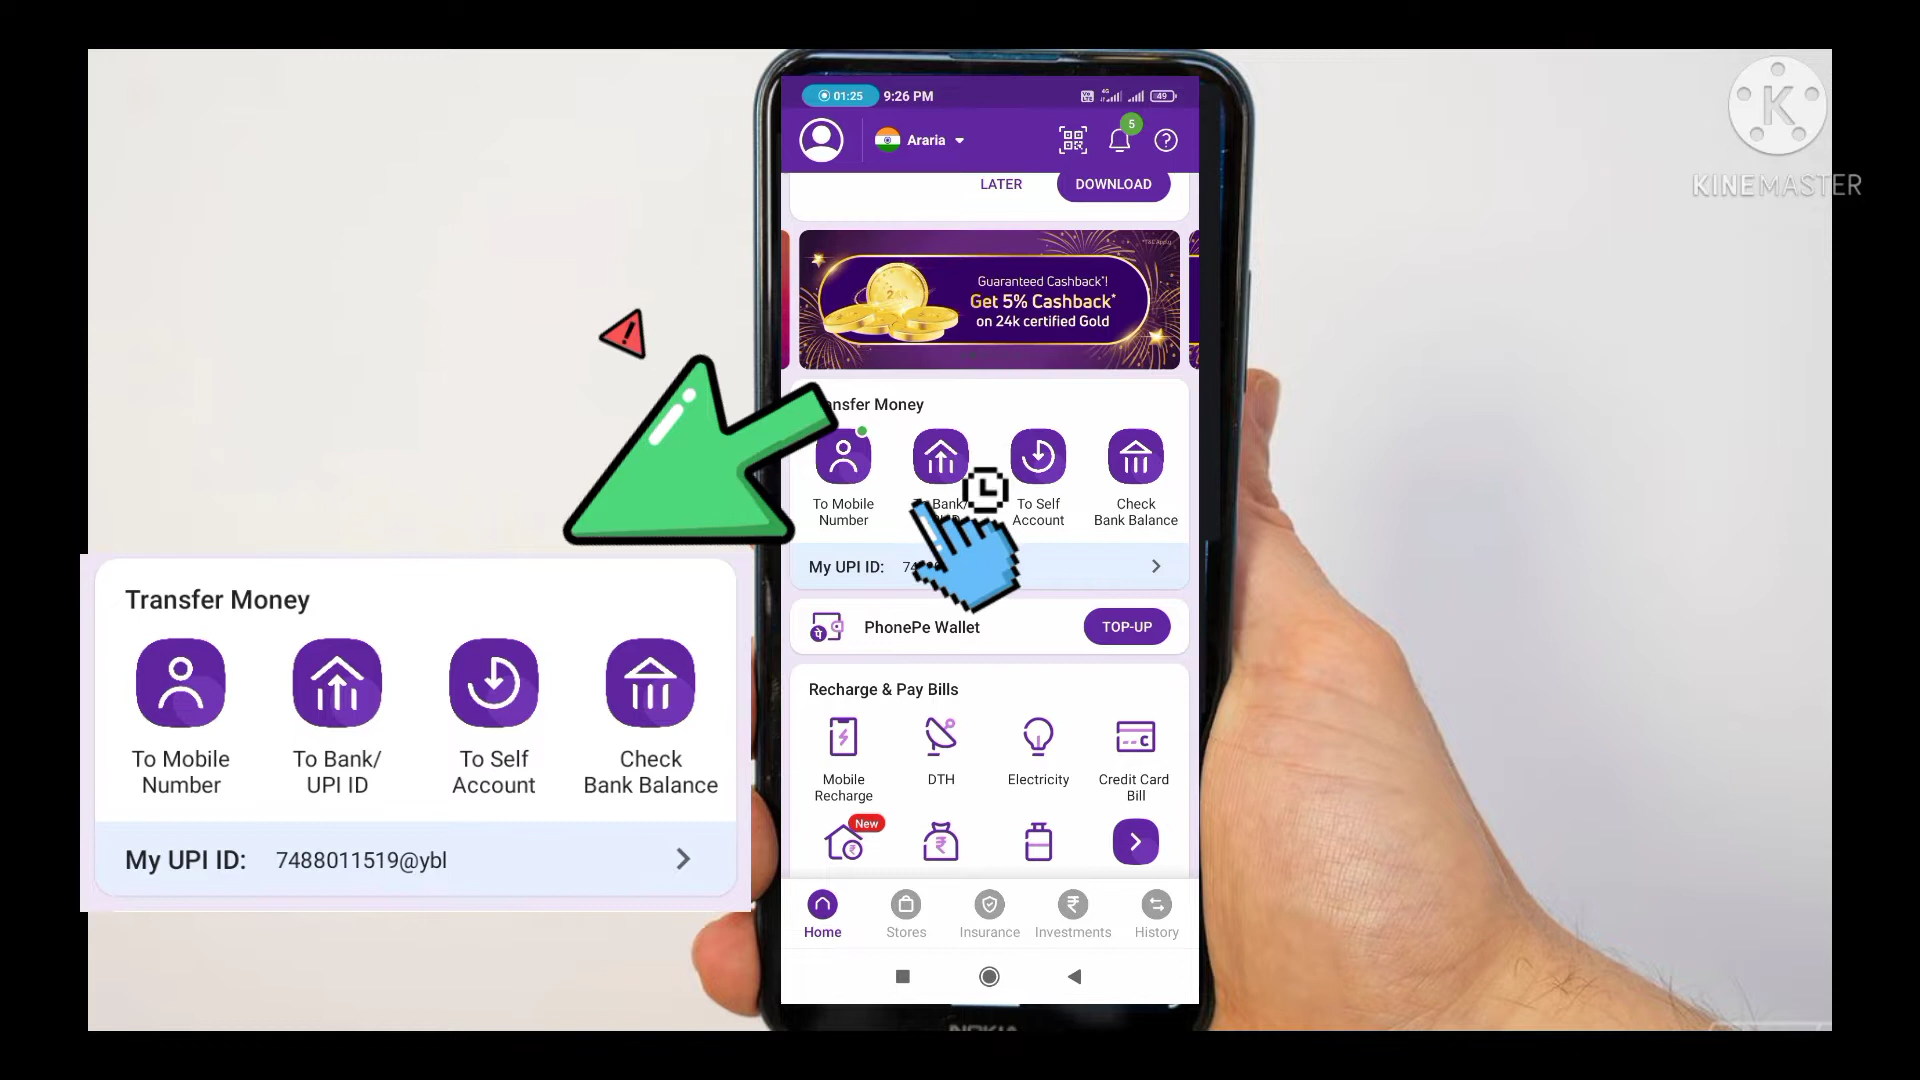 KINEMASTER
01:25 9:26 PM 49
Araria 5
LATER DOWNLOAD
Guaranteed Cashback*!
Get 5% Cashback*
on 24k certified Gold
Transfer Money
To Mobile Number
To Bank/
To Self Account
Check Bank Balance
My UPI ID:
PhonePe Wallet TOP-UP
Recharge & Pay Bills
Mobile Recharge
DTH
Electricity
Credit Card Bill
New
Home Stores Insurance Investments History
NOKIA
Transfer Money
To Mobile Number
To Bank/ UPI ID
To Self Account
Check Bank Balance
My UPI ID: 7488011519@ybl